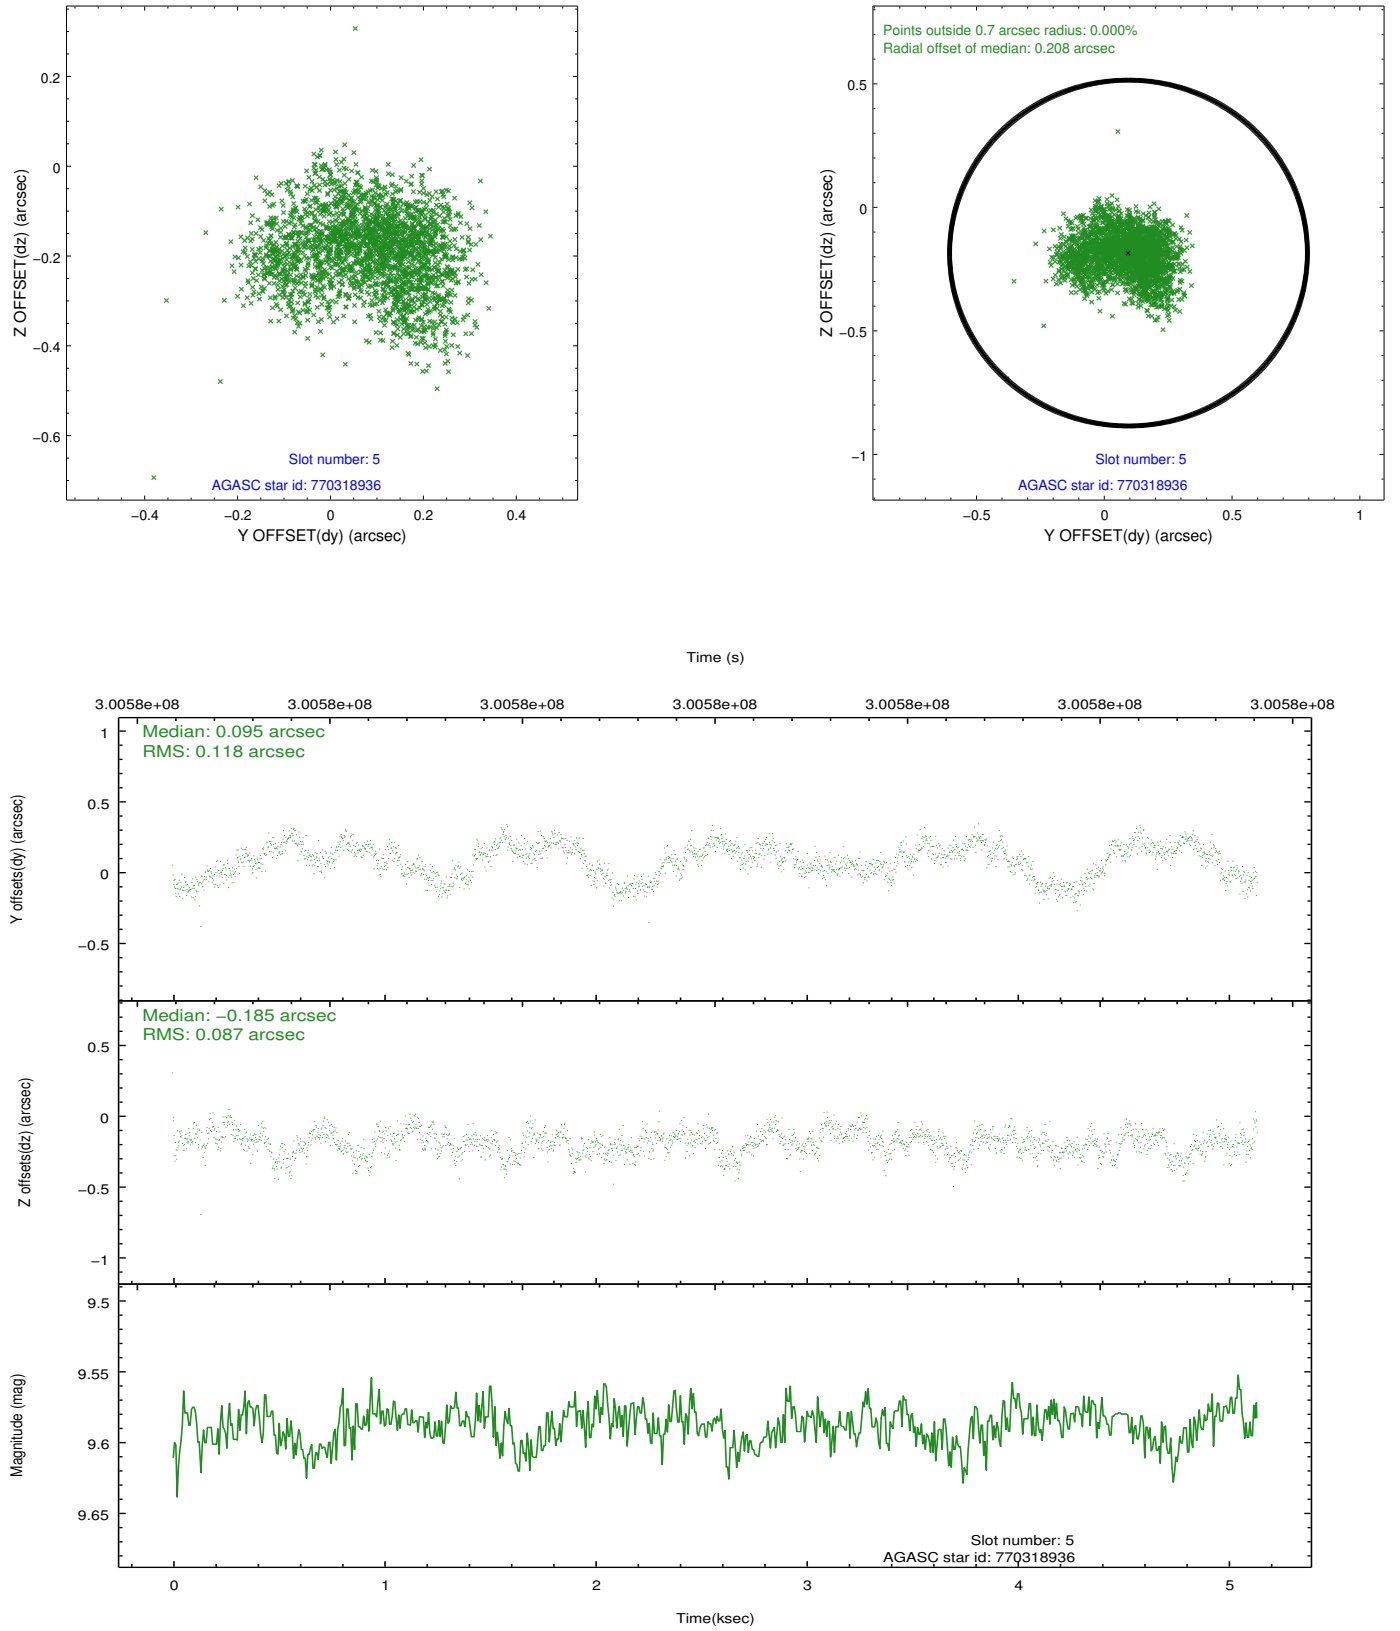 0.2
0
−0.2
−0.4
−0.6
Z OFFSET(dz) (arcsec)
Slot number: 5
AGASC star id: 770318936
−0.4
−0.2
0
0.2
0.4
Y OFFSET(dy) (arcsec)
Points outside 0.7 arcsec radius: 0.000%
Radial offset of median: 0.208 arcsec
0.5
0
−0.5
−1
Z OFFSET(dz) (arcsec)
Slot number: 5
AGASC star id: 770318936
−0.5
0
0.5
1
Y OFFSET(dy) (arcsec)
Time (s)
3.0058e+08
3.0058e+08
3.0058e+08
3.0058e+08
3.0058e+08
3.0058e+08
3.0058e+08
Median: 0.095 arcsec
RMS: 0.118 arcsec
1
0.5
0
−0.5
Y offsets(dy) (arcsec)
Median: −0.185 arcsec
RMS: 0.087 arcsec
0.5
0
−0.5
−1
Z offsets(dz) (arcsec)
9.5
9.55
9.6
9.65
Magnitude (mag)
Slot number: 5
AGASC star id: 770318936
0
1
2
3
4
5
Time(ksec)